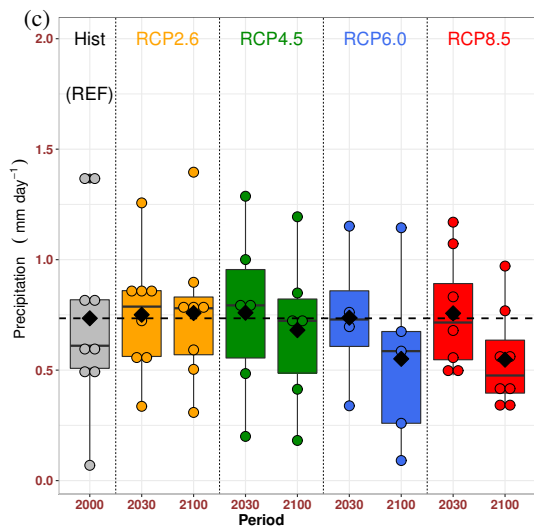 (c)
Hist RCP2.6 RCP4.5 RCP6.0 RCP8.5
(REF)
Precipitation ( mm day⁻¹)
2.0
1.5
1.0
0.5
0.0
2000 2030 2100 2030 2100 2030 2100 2030 2100
Period